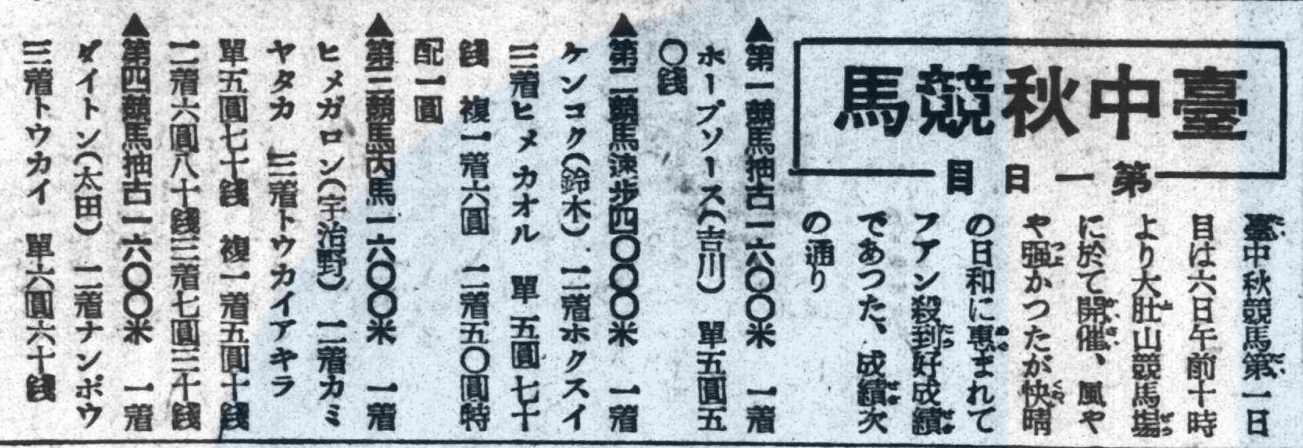 臺中秋競馬
第一日目
臺中秋競馬第一日
目は六日午前十時
より大肚山競馬場
に於て開催、風や
や强かつたが快晴
の日和に惠まれて
フアン殺到好成績
であつた、成績次
の通り
▲第一競馬抽古一六〇〇米 一着
ホープソース(吉川) 單五圓五
〇錢
▲第二競馬速歩四〇〇〇米 一着
ケンコク(鈴木) 二着ホクスイ
三着ヒメカオル 單五圓七十
錢 複一着六圓 二着五〇圓特
配一圓
▲第三競馬丙馬一六〇〇米 一着
ヒメガロン(宇治野) 二着カミ
ヤタカ 三着トウカイアキラ
單五圓七十錢 複一着五圓十錢
二着六圓八十錢三着七圓三十錢
▲第四競馬抽古一六〇〇米 一着
ダイトン(太田) 二着ナンポウ
三着トウカイ 單六圓六十錢